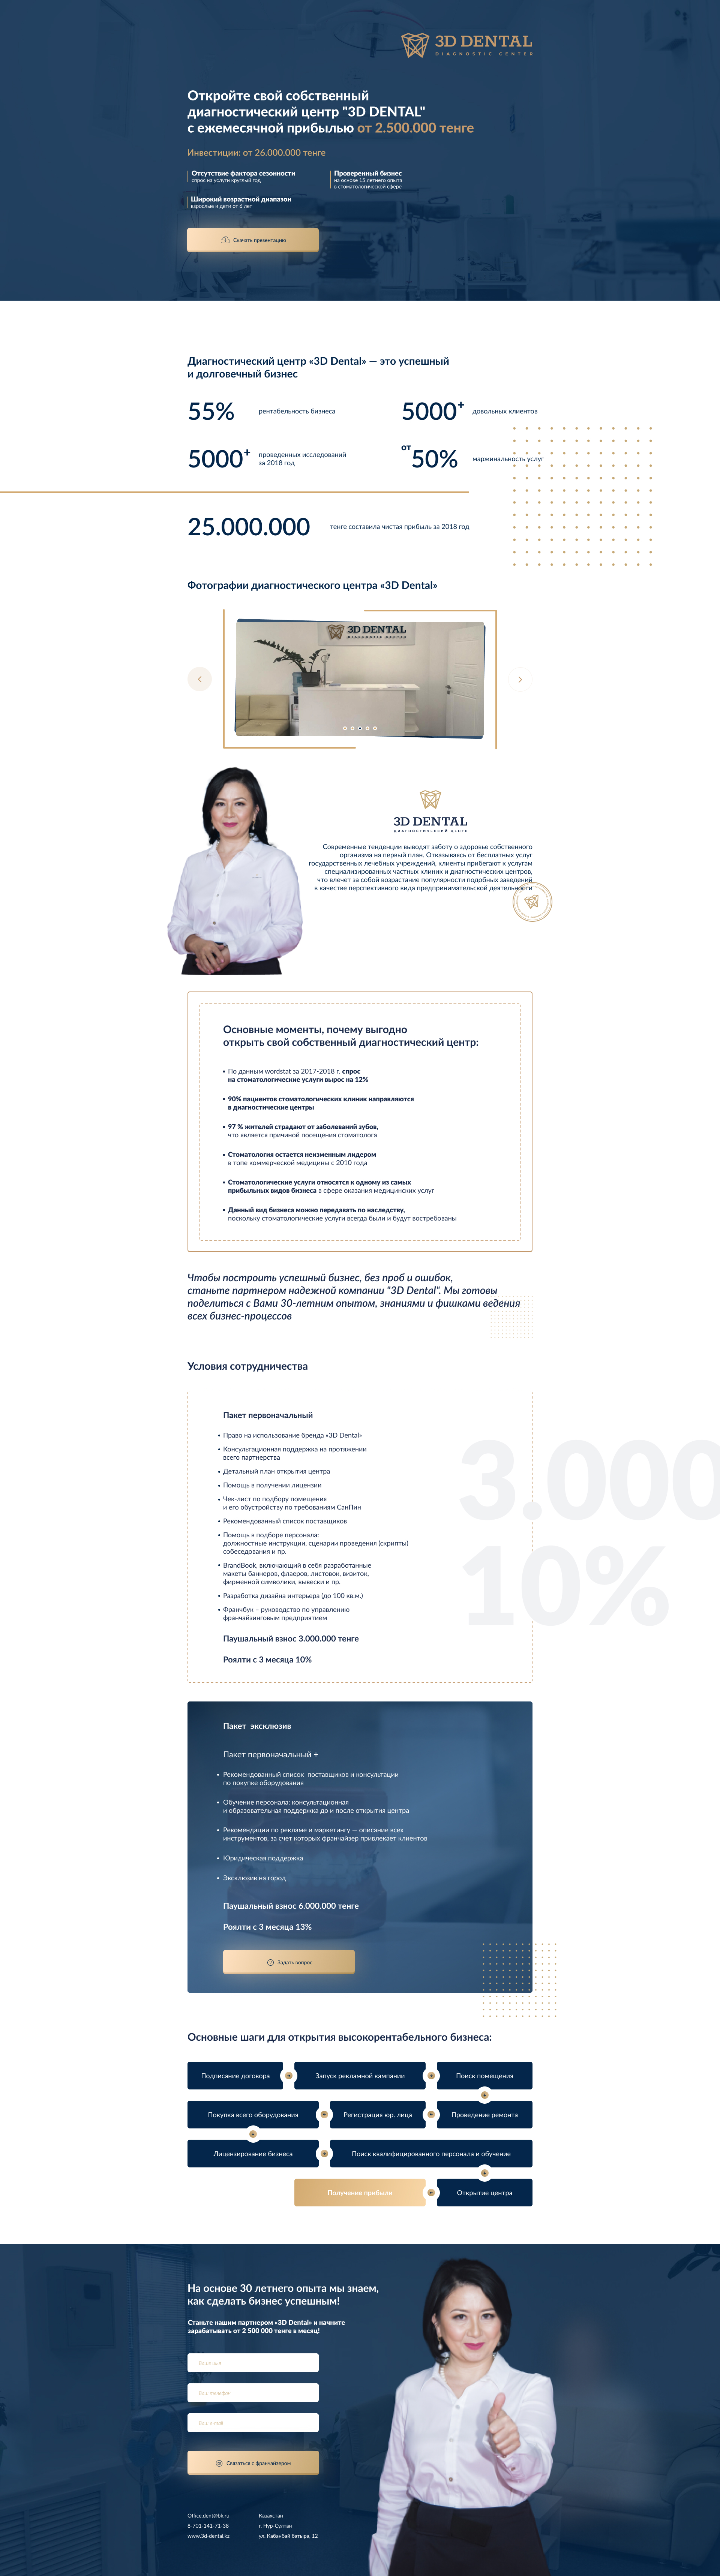 3D DENTAL
DIAGNOSTIC CENTER
Откройте свой собственный
диагностический центр "3D DENTAL"
с ежемесячной прибылью от 2.500.000 тенге
Инвестиции: от 26.000.000 тенге
Отсутствие фактора сезонности
спрос на услуги круглый год
Проверенный бизнес
на основе 15 летнего опыта
в стоматологической сфере
Широкий возрастной диапазон
взрослые и дети от 6 лет
Скачать презентацию
Диагностический центр «3D Dental» — это успешный
и долговечный бизнес
55%
рентабельность бизнеса
5000+
довольных клиентов
5000+
проведенных исследований
за 2018 год
от 50%
маржинальность услуг
25.000.000
тенге составила чистая прибыль за 2018 год
Фотографии диагностического центра «3D Dental»
3D DENTAL
DIAGNOSTIC CENTER
3D DENTAL
ДИАГНОСТИЧЕСКИЙ ЦЕНТР
Современные тенденции выводят заботу о здоровье собственного
организма на первый план. Отказываясь от бесплатных услуг
государственных лечебных учреждений, клиенты прибегают к услугам
специализированных частных клиник и диагностических центров,
что влечет за собой возрастание популярности подобных заведений
в качестве перспективного вида предпринимательской деятельности
Основные моменты, почему выгодно
открыть свой собственный диагностический центр:
• По данным wordstat за 2017-2018 г. спрос
на стоматологические услуги вырос на 12%
• 90% пациентов стоматологических клиник направляются
в диагностические центры
• 97 % жителей страдают от заболеваний зубов,
что является причиной посещения стоматолога
• Стоматология остается неизменным лидером
в топе коммерческой медицины с 2010 года
• Стоматологические услуги относятся к одному из самых
прибыльных видов бизнеса в сфере оказания медицинских услуг
• Данный вид бизнеса можно передавать по наследству,
поскольку стоматологические услуги всегда были и будут востребованы
Чтобы построить успешный бизнес, без проб и ошибок,
станьте партнером надежной компании "3D Dental". Мы готовы
поделиться с Вами 30-летним опытом, знаниями и фишками ведения
всех бизнес-процессов
Условия сотрудничества
Пакет первоначальный
• Право на использование бренда «3D Dental»
• Консультационная поддержка на протяжении
всего партнерства
• Детальный план открытия центра
• Помощь в получении лицензии
• Чек-лист по подбору помещения
и его обустройству по требованиям СанПин
• Рекомендованный список поставщиков
• Помощь в подборе персонала:
должностные инструкции, сценарии проведения (скрипты)
собеседования и пр.
• BrandBook, включающий в себя разработанные
макеты баннеров, флаеров, листовок, визиток,
фирменной символики, вывески и пр.
• Разработка дизайна интерьера (до 100 кв.м.)
• Франчбук – руководство по управлению
франчайзинговым предприятием
Паушальный взнос 3.000.000 тенге
Роялти с 3 месяца 10%
3.000
10%
Пакет эксклюзив
Пакет первоначальный +
• Рекомендованный список поставщиков и консультации
по покупке оборудования
• Обучение персонала: консультационная
и образовательная поддержка до и после открытия центра
• Рекомендации по рекламе и маркетингу — описание всех
инструментов, за счет которых франчайзер привлекает клиентов
• Юридическая поддержка
• Эксклюзив на город
Паушальный взнос 6.000.000 тенге
Роялти с 3 месяца 13%
Задать вопрос
Основные шаги для открытия высокорентабельного бизнеса:
Подписание договора
Запуск рекламной кампании
Поиск помещения
Покупка всего оборудования
Регистрация юр. лица
Проведение ремонта
Лицензирование бизнеса
Поиск квалифицированного персонала и обучение
Получение прибыли
Открытие центра
На основе 30 летнего опыта мы знаем,
как сделать бизнес успешным!
Станьте нашим партнером «3D Dental» и начните
зарабатывать от 2 500 000 тенге в месяц!
Ваше имя
Ваш телефон
Ваш e-mail
Связаться с франчайзером
Office.dent@bk.ru
8-701-141-71-38
www.3d-dental.kz
Казахстан
г. Нур-Султан
ул. Кабанбай батыра, 12